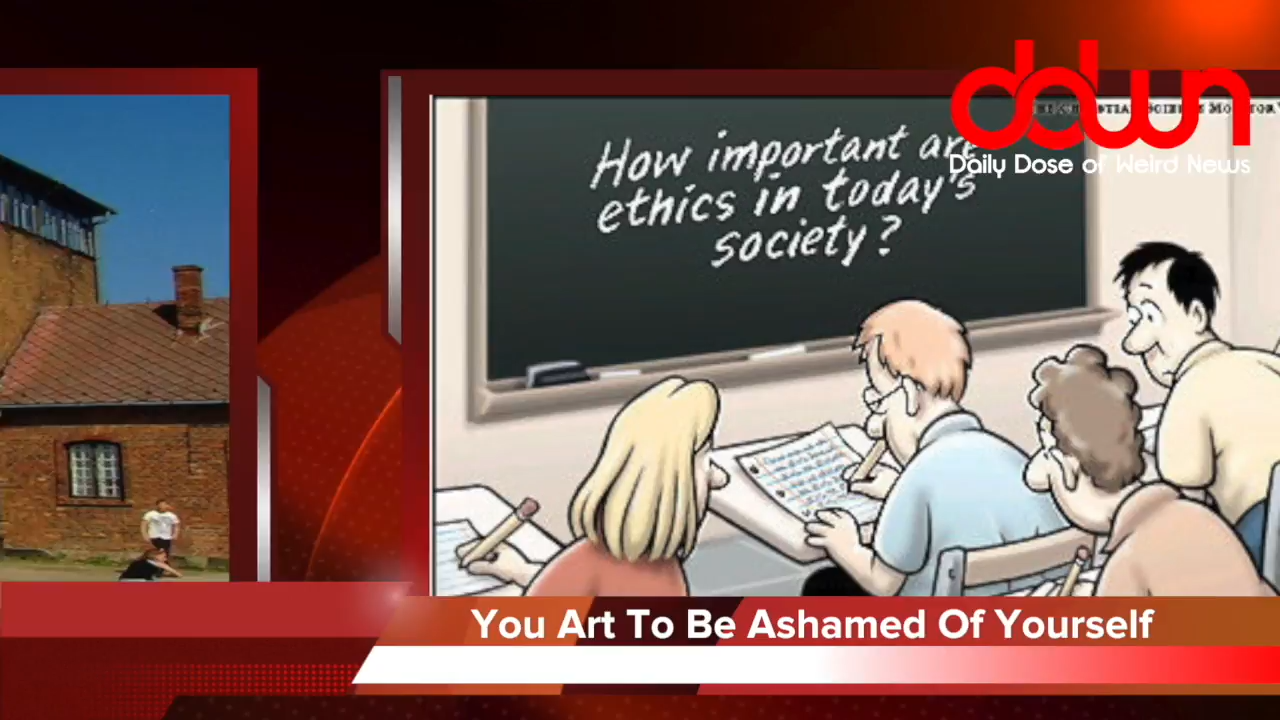 ddwn
Daily Dose of Weird News
How important are
ethics in today's
society?
You Art To Be Ashamed Of Yourself